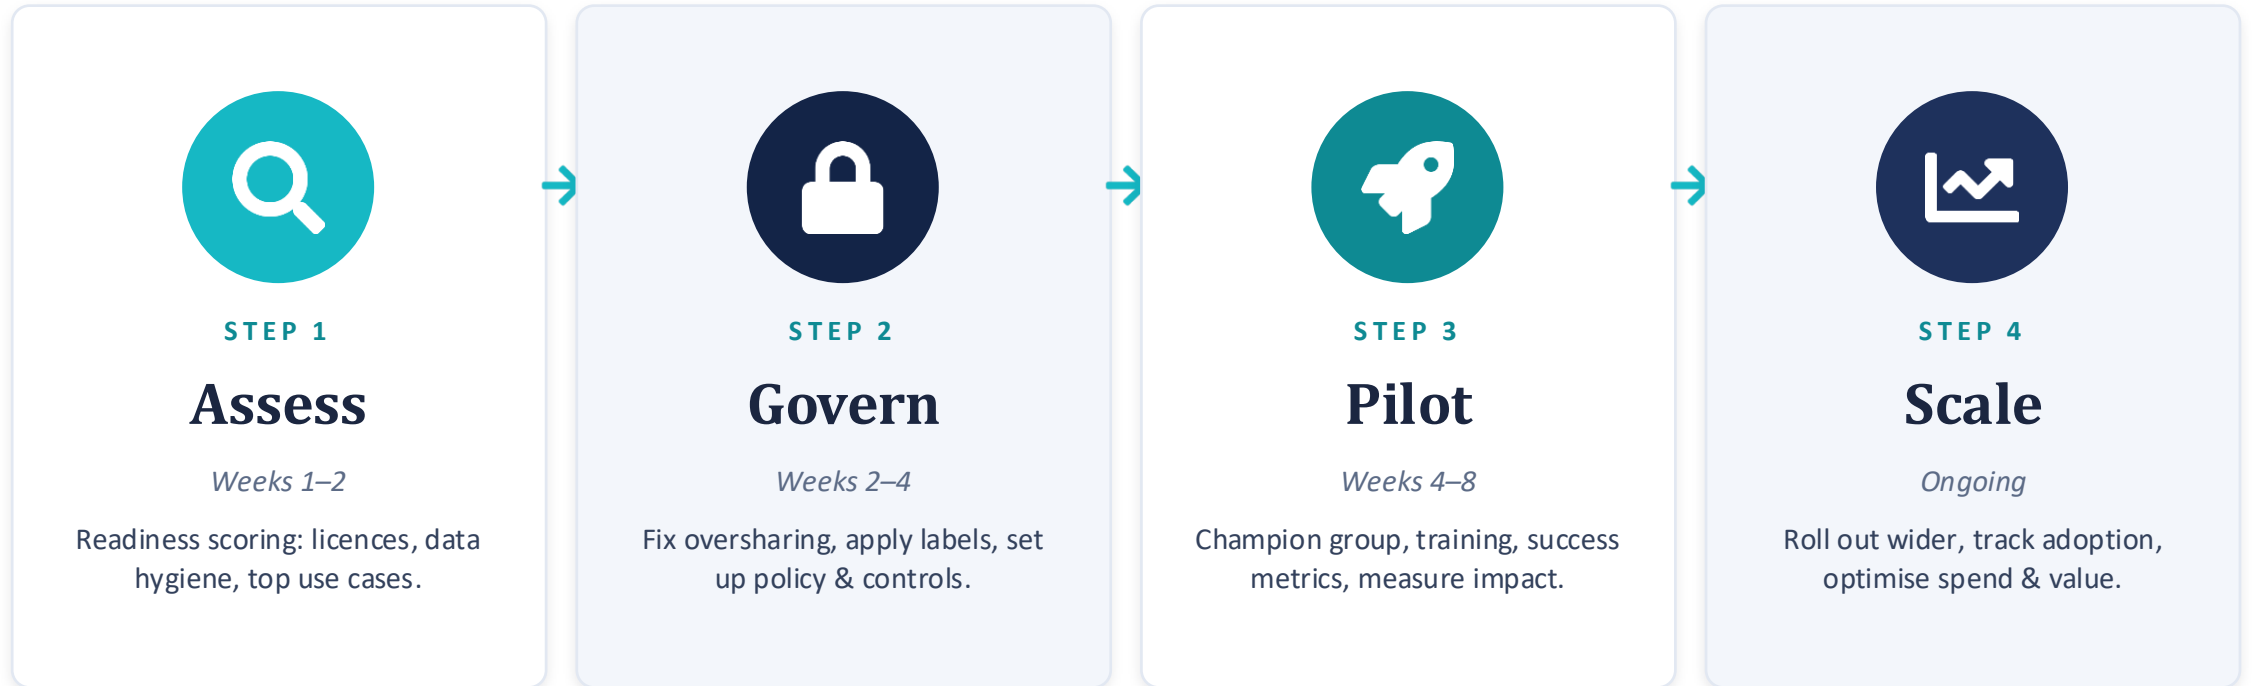 STEP 1
Assess
Weeks 1–2
Readiness scoring: licences, data
hygiene, top use cases.
STEP 2
Govern
Weeks 2–4
Fix oversharing, apply labels, set
up policy & controls.
STEP 3
Pilot
Weeks 4–8
Champion group, training, success
metrics, measure impact.
STEP 4
Scale
Ongoing
Roll out wider, track adoption,
optimise spend & value.